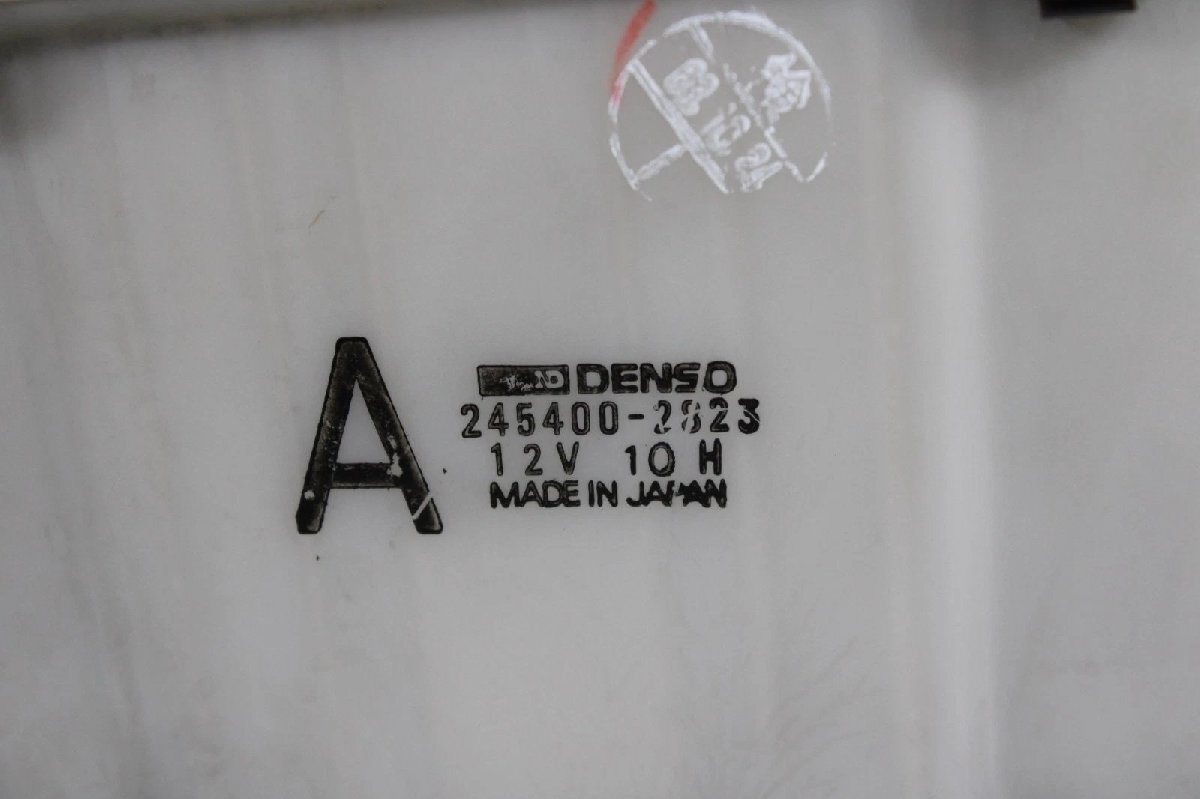 A
DENSO
245400-2823
12V 10H
MADE IN JAPAN